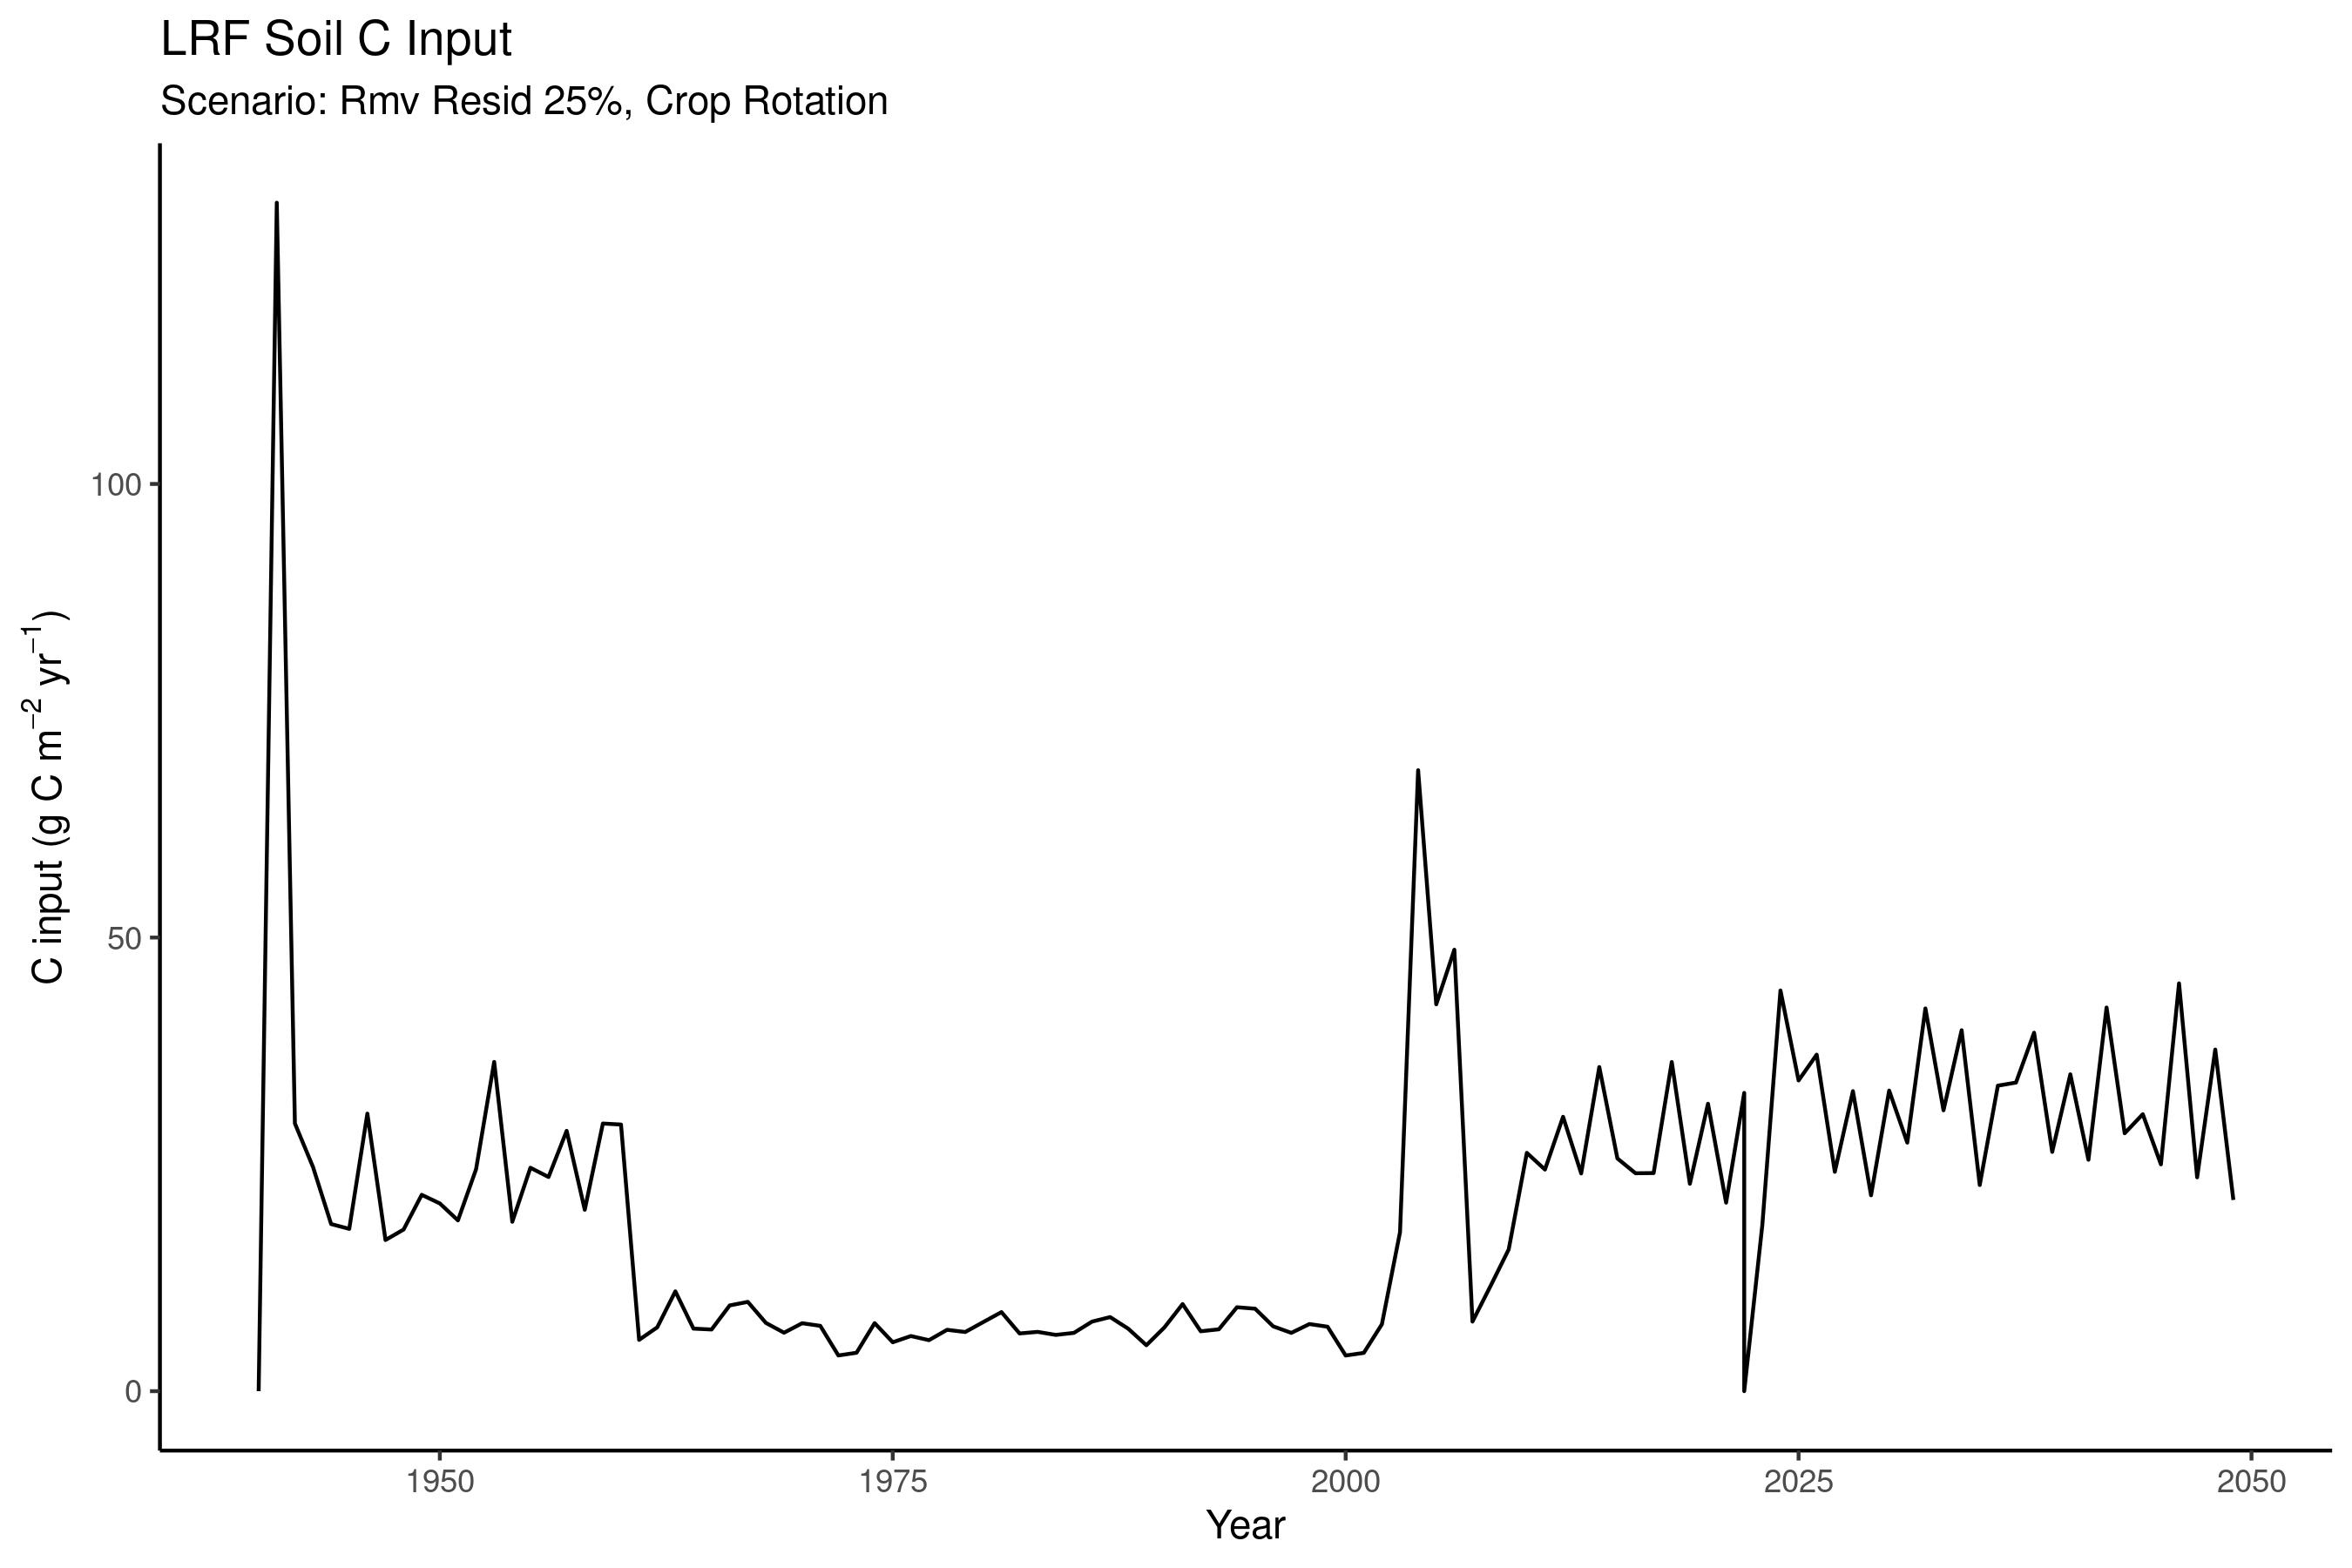 LRF Soil C Input
Scenario: Rmv Resid 25%, Crop Rotation
C input (g C m⁻² yr⁻¹)
100
50
0
1950 1975 2000 2025 2050
Year